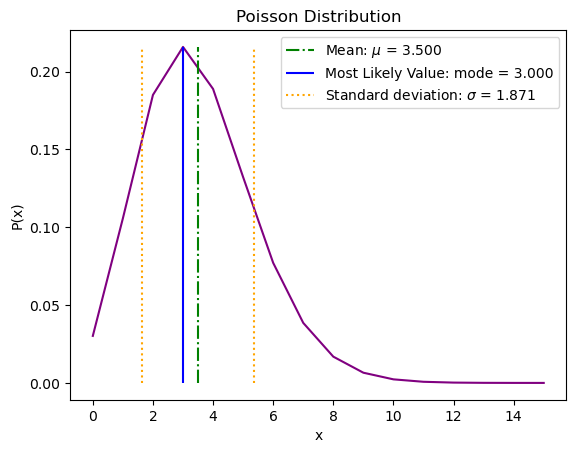 Poisson Distribution
Mean: μ = 3.500
Most Likely Value: mode = 3.000
Standard deviation: σ = 1.871
P(x)
0.20
0.15
0.10
0.05
0.00
0 2 4 6 8 10 12 14
x